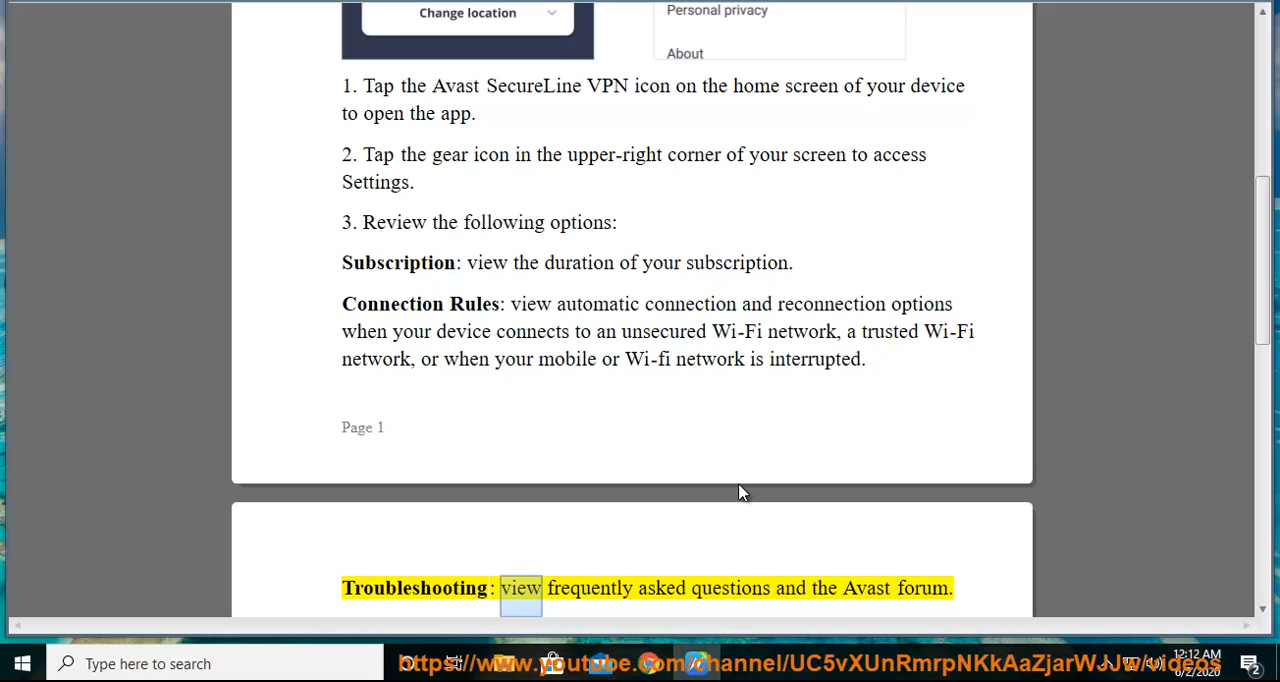 Change location
Personal privacy
About
1. Tap the Avast SecureLine VPN icon on the home screen of your device
to open the app.
2. Tap the gear icon in the upper-right corner of your screen to access
Settings.
3. Review the following options:
Subscription: view the duration of your subscription.
Connection Rules: view automatic connection and reconnection options
when your device connects to an unsecured Wi-Fi network, a trusted Wi-Fi
network, or when your mobile or Wi-fi network is interrupted.
Page 1
Troubleshooting: view frequently asked questions and the Avast forum.
Type here to search
https://www.youtube.com/channel/UC5vXUnRmrpNKkAaZjarWJUw/videos
12:12 AM
6/2/2020
2